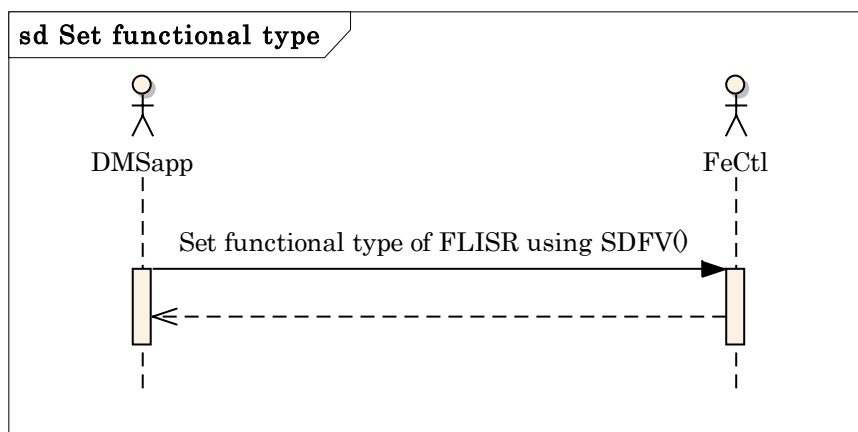 sd Set functional type
DMSapp
FeCtl
Set functional type of FLISR using SDFV()